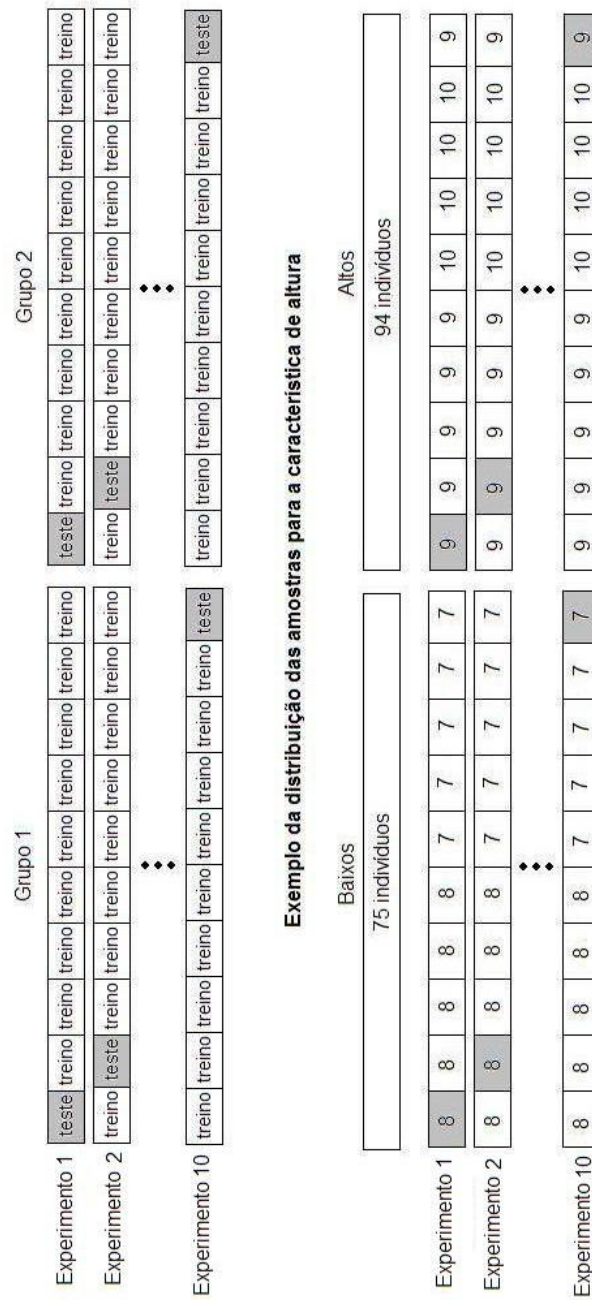 Grupo 1 Grupo 2
Experimento 1 teste treino treino treino treino treino treino treino treino treino teste treino treino treino treino treino treino treino treino treino
Experimento 2 treino teste treino treino treino treino treino treino treino treino treino teste treino treino treino treino treino treino treino treino
Experimento 10 treino treino treino treino treino treino treino treino treino teste treino treino treino treino treino treino treino treino treino teste
Exemplo da distribuição das amostras para a característica de altura
Baixos Altos
75 indivíduos 94 indivíduos
Experimento 1 8 8 8 8 8 7 7 7 7 7 9 9 9 9 9 10 10 10 10 9
Experimento 2 8 8 8 8 8 7 7 7 7 7 9 9 9 9 9 10 10 10 10 9
Experimento 10 8 8 8 8 8 7 7 7 7 7 9 9 9 9 9 10 10 10 10 9